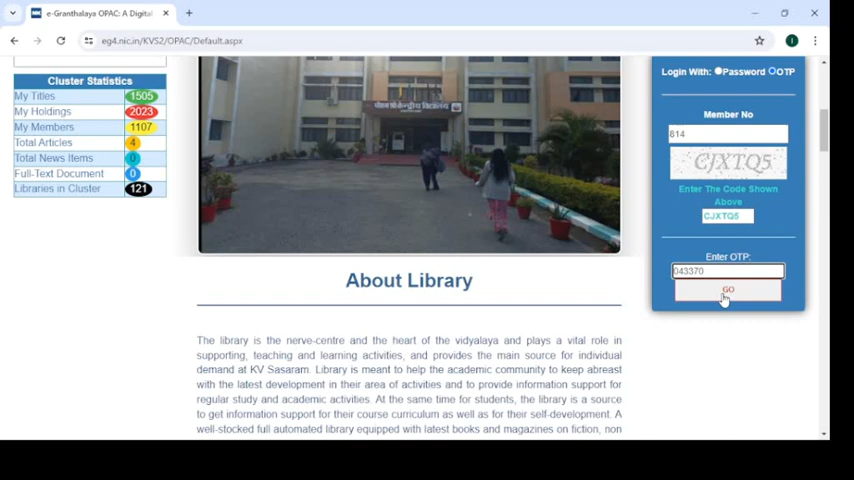 e-Granthalaya OPAC: A Digital
eg4.nic.in/KVS2/OPAC/Default.aspx
I
Cluster Statistics
My Titles 1505
My Holdings 2023
My Members 1107
Total Articles 4
Total News Items 0
Full-Text Document 0
Libraries in Cluster 121
Login With: Password OTP
Member No
814
CJXTQ5
Enter The Code Shown
Above
CJXTQ5
Enter OTP:
043370
GO
About Library
The library is the nerve-centre and the heart of the vidyalaya and plays a vital role in
supporting, teaching and learning activities, and provides the main source for individual
demand at KV Sasaram. Library is meant to help the academic community to keep abreast
with the latest development in their area of activities and to provide information support for
regular study and academic activities. At the same time for students, the library is a source
to get information support for their course curriculum as well as for their self-development. A
well-stocked full automated library equipped with latest books and magazines on fiction, non